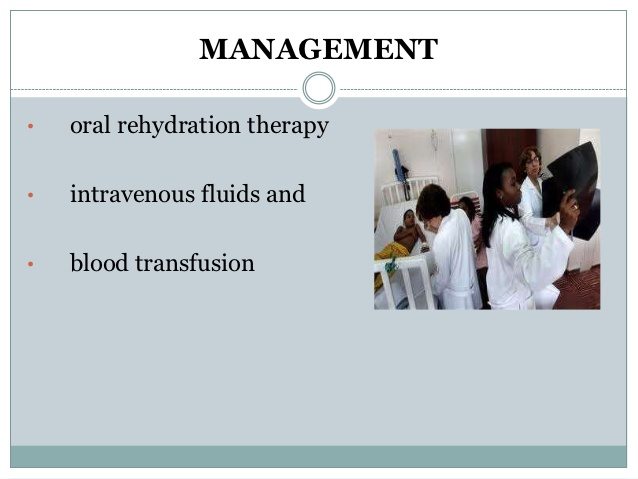 MANAGEMENT
• oral rehydration therapy
• intravenous fluids and
• blood transfusion